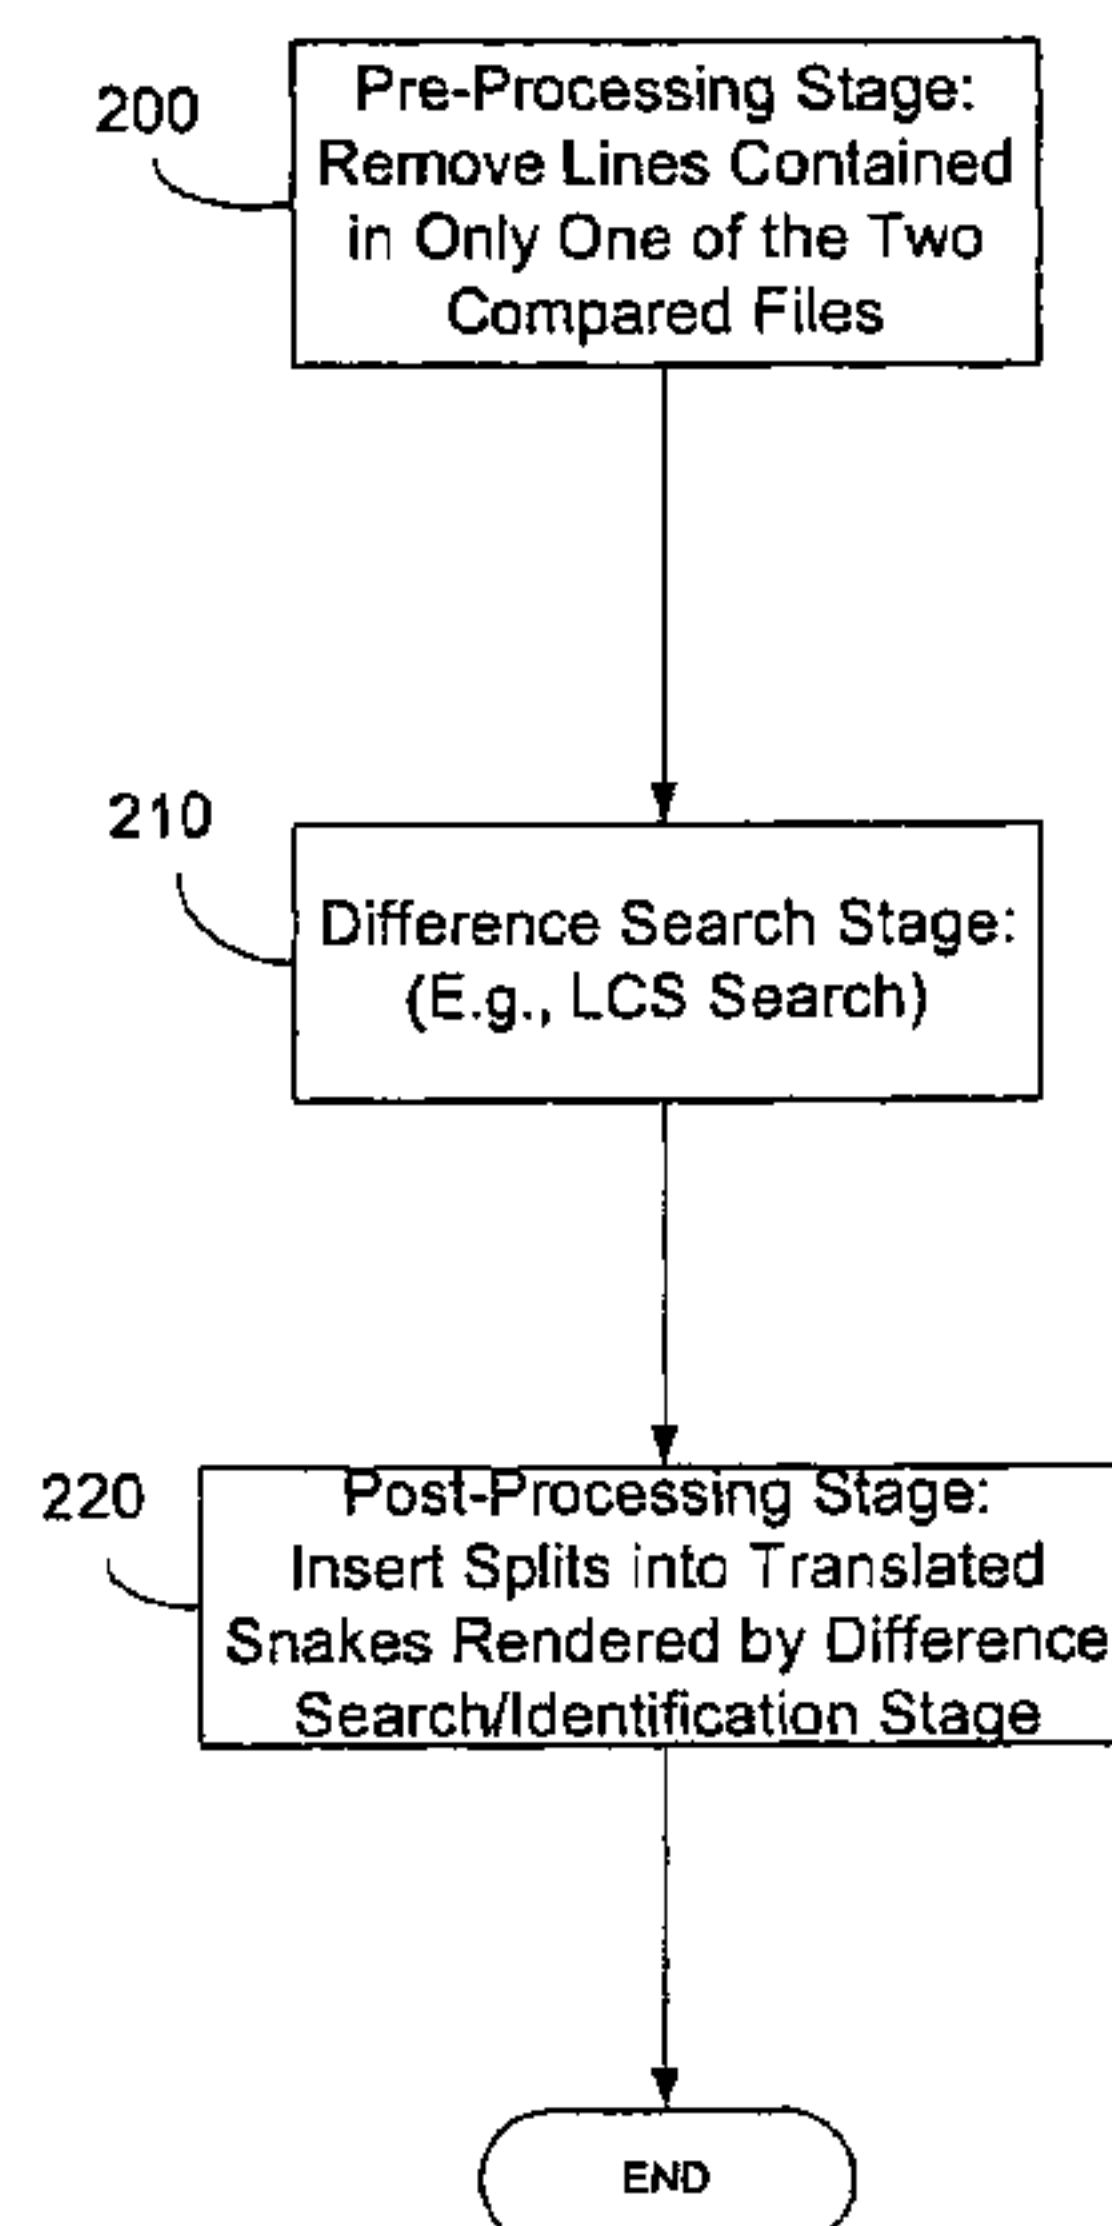 200
Pre-Processing Stage:
Remove Lines Contained
in Only One of the Two
Compared Files
210
Difference Search Stage:
(E.g., LCS Search)
220
Post-Processing Stage:
Insert Splits into Translated
Snakes Rendered by Difference
Search/Identification Stage
END